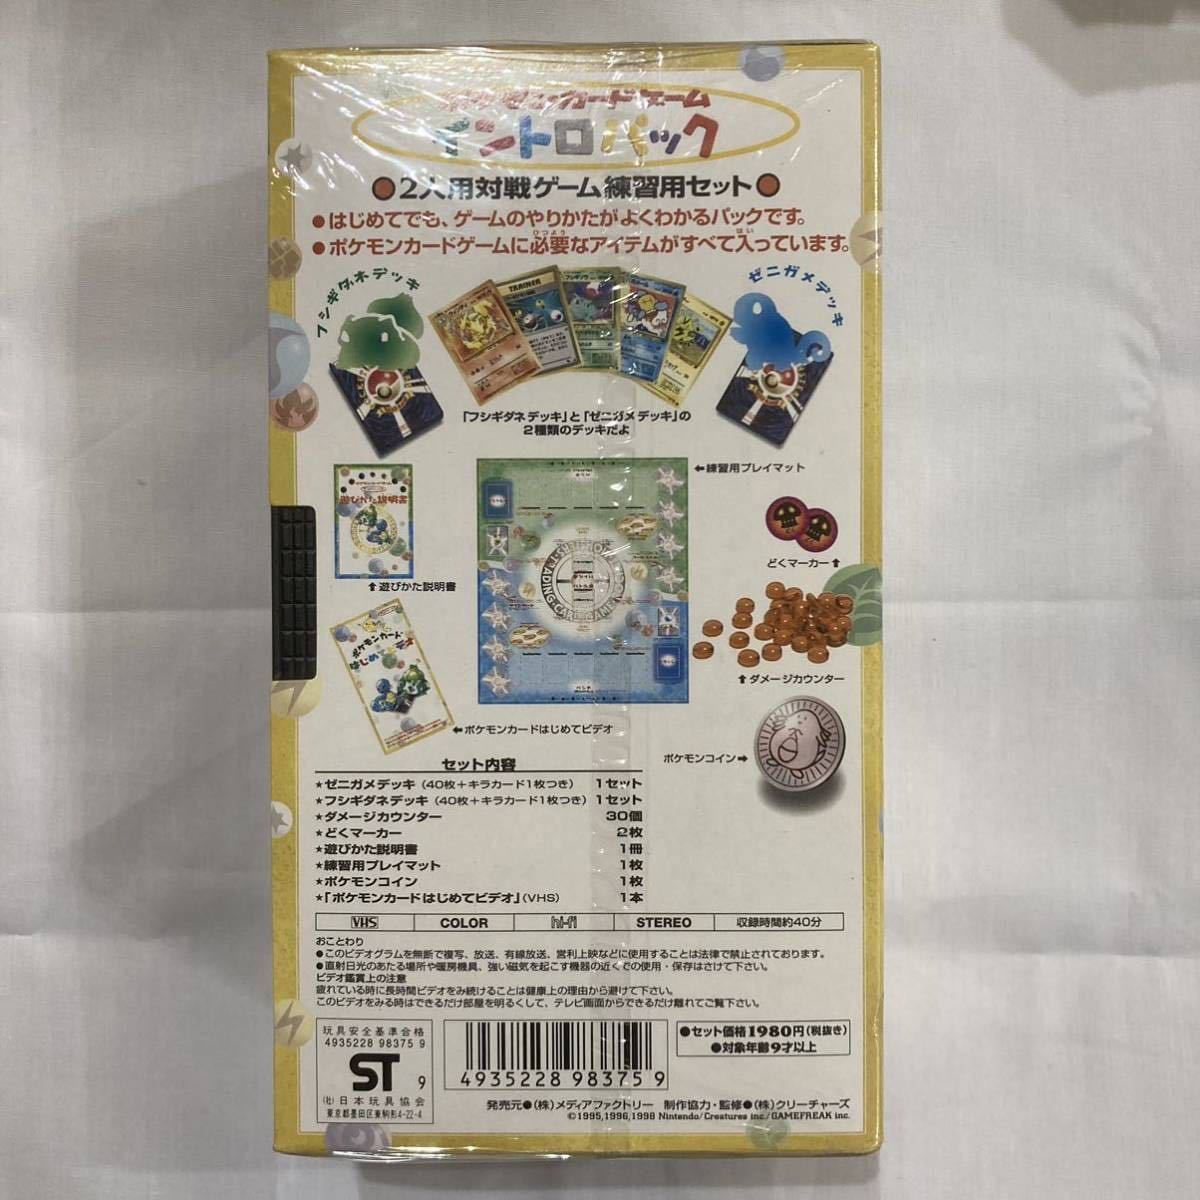 ポケモンカードゲーム
イントロパック
●2人用対戦ゲーム練習用セット●
●はじめてでも、ゲームのやりかたがよくわかるパックです。
●ポケモンカードゲームに必要なアイテムがすべて入っています。
フシギダネデッキ
ゼニガメデッキ
TRAINER
「フシギダネデッキ」と「ゼニガメデッキ」の
2種類のデッキだよ
←練習用プレイマット
遊びかた説明書
↑遊びかた説明書
どくマーカー↑
↑ダメージカウンター
ポケモンカード
はじめてビデオ
←ポケモンカードはじめてビデオ
ポケモンコイン→
セット内容
★ゼニガメデッキ(40枚+キラカード1枚つき) 1セット
★フシギダネデッキ(40枚+キラカード1枚つき) 1セット
★ダメージカウンター 30個
★どくマーカー 2枚
★遊びかた説明書 1冊
★練習用プレイマット 1枚
★ポケモンコイン 1枚
★「ポケモンカードはじめてビデオ」(VHS) 1本
VHS COLOR hi-fi STEREO 収録時間約40分
おことわり
●このビデオグラムを無断で複写、放送、有線放送、営利上映などに使用することは法律で禁止されております。
●直射日光のあたる場所や暖房機具、強い磁気を起こす機器の近くでの使用・保存はさけて下さい。
ビデオ鑑賞上の注意
疲れている時に長時間ビデオをみ続けることは健康上の理由から避けて下さい。
このビデオをみる時はできるだけ部屋を明るくして、テレビ画面からできるだけ離れてご覧下さい。
玩具安全基準合格
4935228 98375 9
ST 9
(社)日本玩具協会
東京都墨田区東駒形4-22-4
4935228 983759
●セット価格1980円(税抜き)
●対象年齢9才以上
発売元●(株)メディアファクトリー 制作協力・監修●(株)クリーチャーズ
©1995,1996,1998 Nintendo/Creatures inc./GAMEFREAK inc.